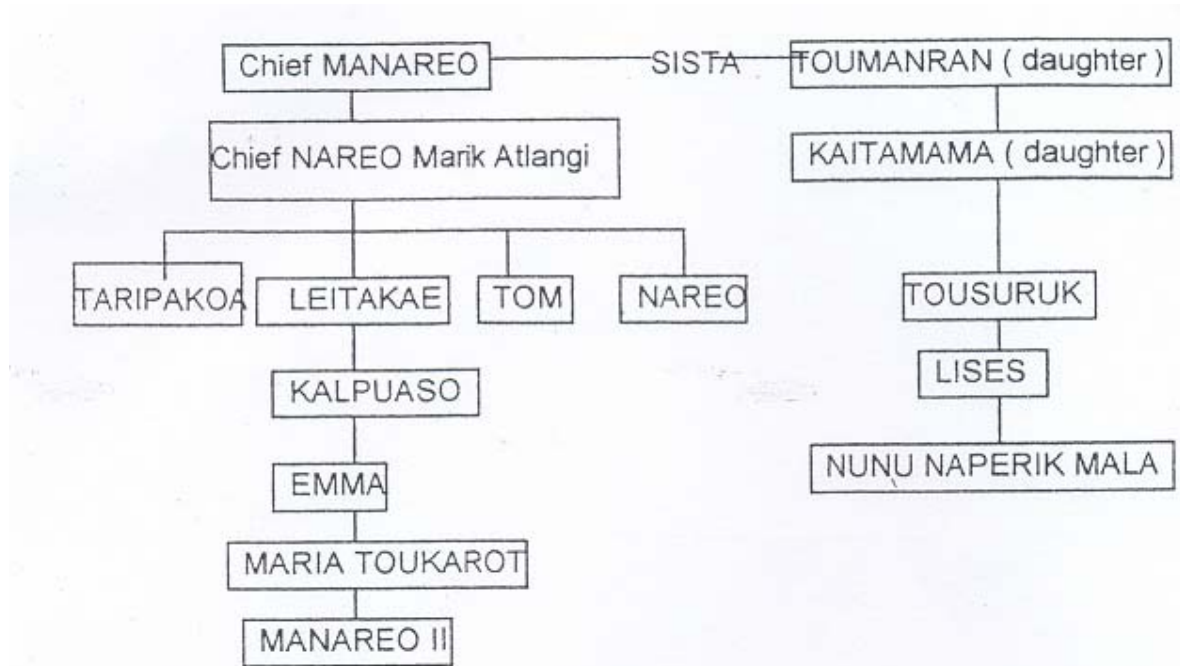 Chief MANAREO SISTA TOUMANRAN ( daughter )
Chief NAREO Marik Atlangi KAITAMAMA ( daughter )
TARIPAKOA LEITAKAE TOM NAREO TOUSURUK
KALPUASO LISES
EMMA NUNU NAPERIK MALA
MARIA TOUKAROT
MANAREO II